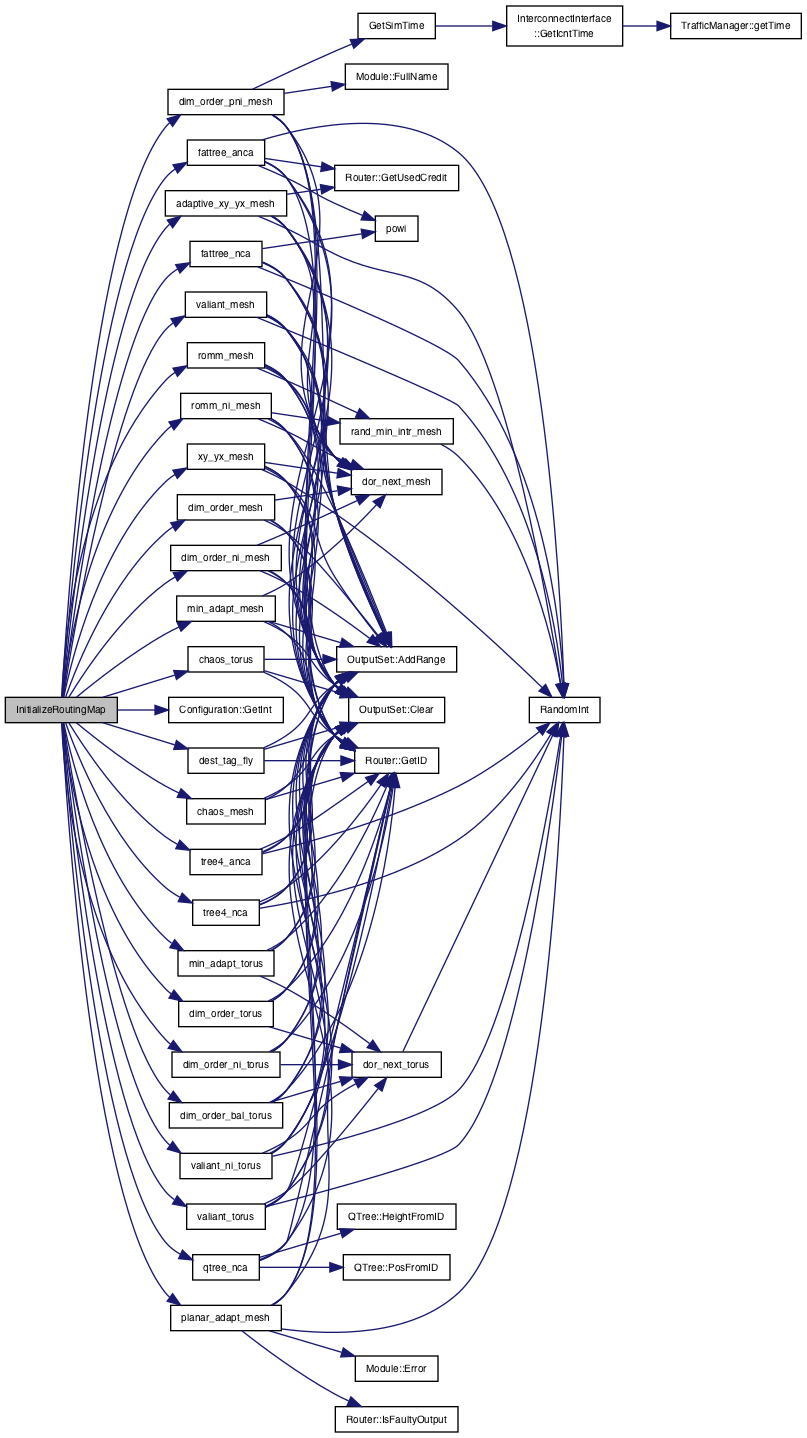 GetSimTime
InterconnectInterface
::GetIcntTime
TrafficManager::getTime
Module::FullName
dim_order_pni_mesh
fattree_anca
Router::GetUsedCredit
adaptive_xy_yx_mesh
powi
fattree_nca
valiant_mesh
romm_mesh
romm_ni_mesh
rand_min_intr_mesh
xy_yx_mesh
dor_next_mesh
dim_order_mesh
dim_order_ni_mesh
min_adapt_mesh
chaos_torus
OutputSet::AddRange
InitializeRoutingMap
Configuration::GetInt
OutputSet::Clear
RandomInt
dest_tag_fly
Router::GetID
chaos_mesh
tree4_anca
tree4_nca
min_adapt_torus
dim_order_torus
dim_order_ni_torus
dor_next_torus
dim_order_bal_torus
valiant_ni_torus
valiant_torus
QTree::HeightFromID
qtree_nca
QTree::PosFromID
planar_adapt_mesh
Module::Error
Router::IsFaultyOutput